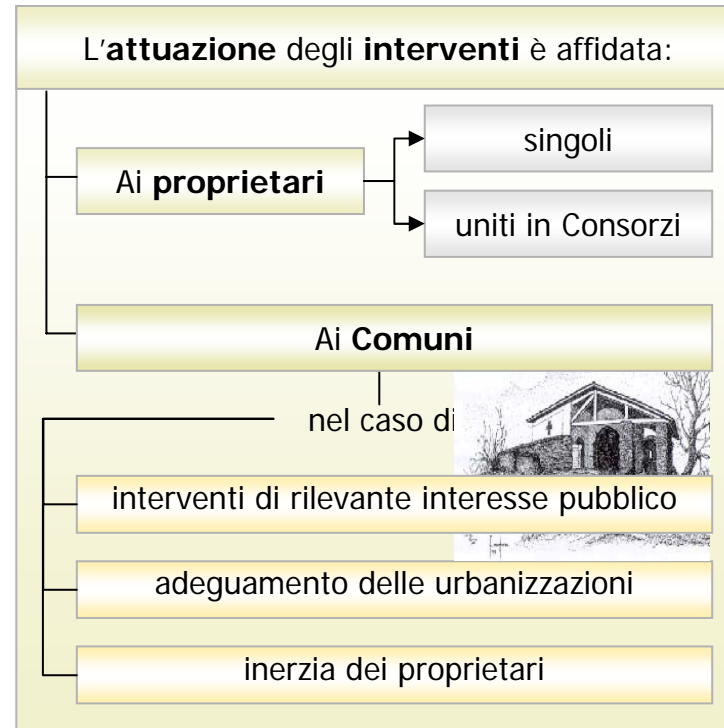 L'attuazione degli interventi è affidata:
Ai proprietari
singoli
uniti in Consorzi
Ai Comuni
nel caso di
interventi di rilevante interesse pubblico
adeguamento delle urbanizzazioni
inerzia dei proprietari